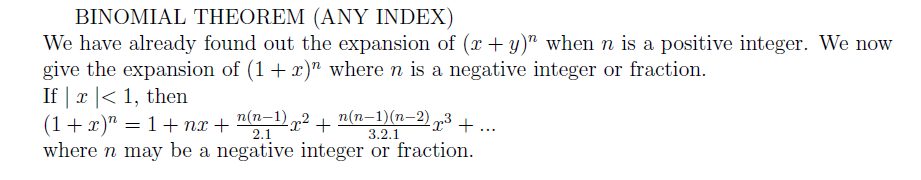 BINOMIAL THEOREM (ANY INDEX)
We have already found out the expansion of (x + y)^n when n is a positive integer. We now
give the expansion of (1 + x)^n where n is a negative integer or fraction.
If | x |< 1, then
(1 + x)^n = 1 + nx + \frac{n(n−1)}{2.1}x^2 + \frac{n(n−1)(n−2)}{3.2.1}x^3 + ...
where n may be a negative integer or fraction.